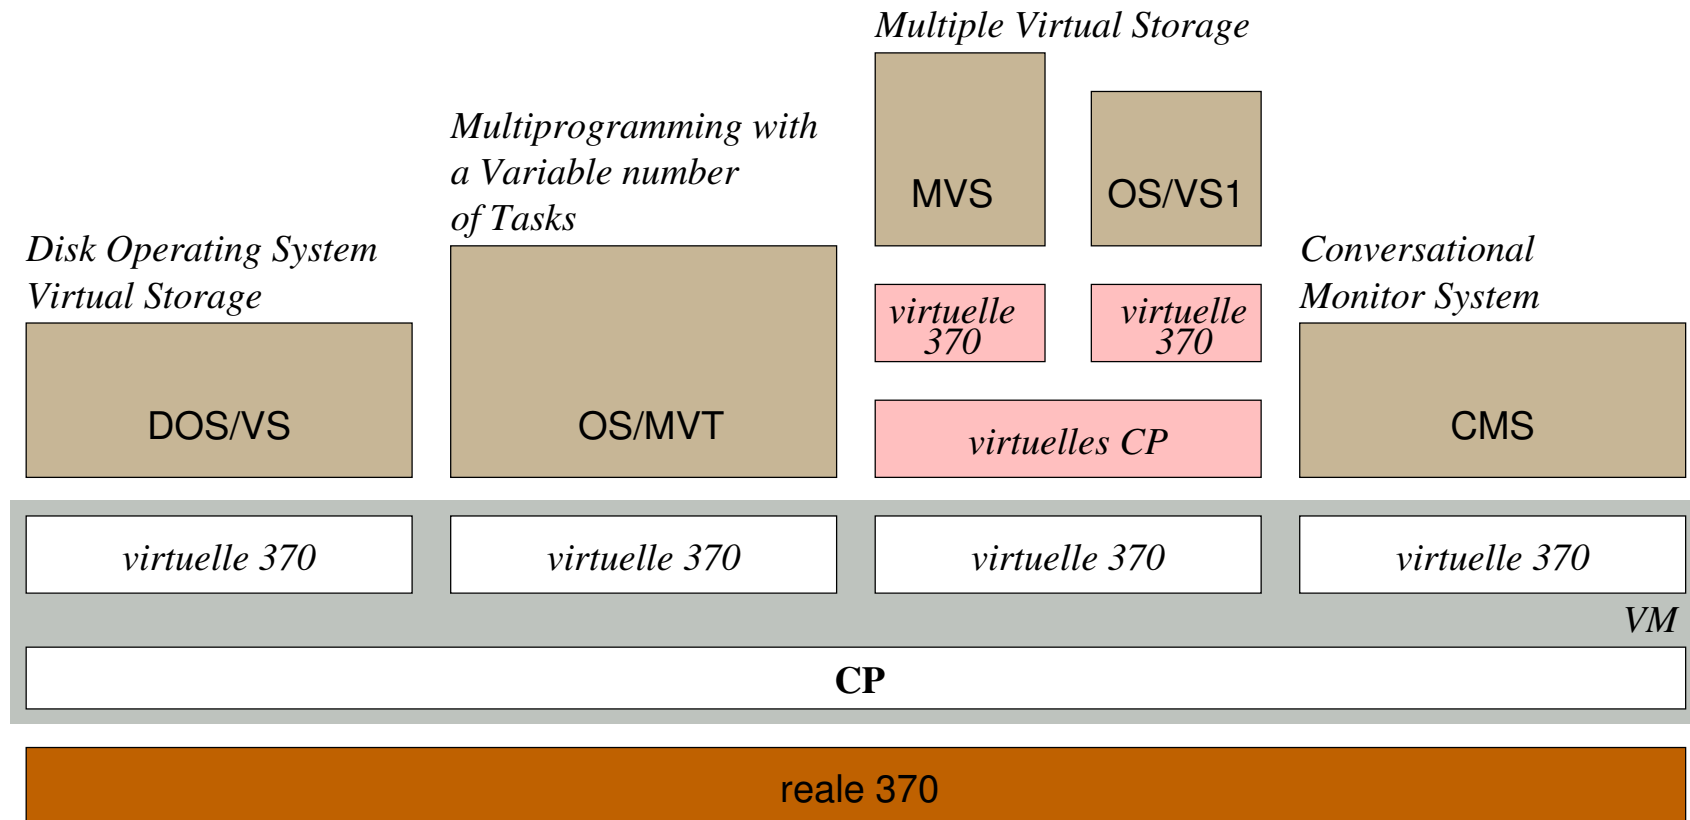 Multiple Virtual Storage
MVS
OS/VS1
Multiprogramming with
a Variable number
of Tasks
Disk Operating System
Virtual Storage
Conversational
Monitor System
virtuelle
370
virtuelle
370
DOS/VS
OS/MVT
virtuelles CP
CMS
virtuelle 370
virtuelle 370
virtuelle 370
virtuelle 370
VM
CP
reale 370